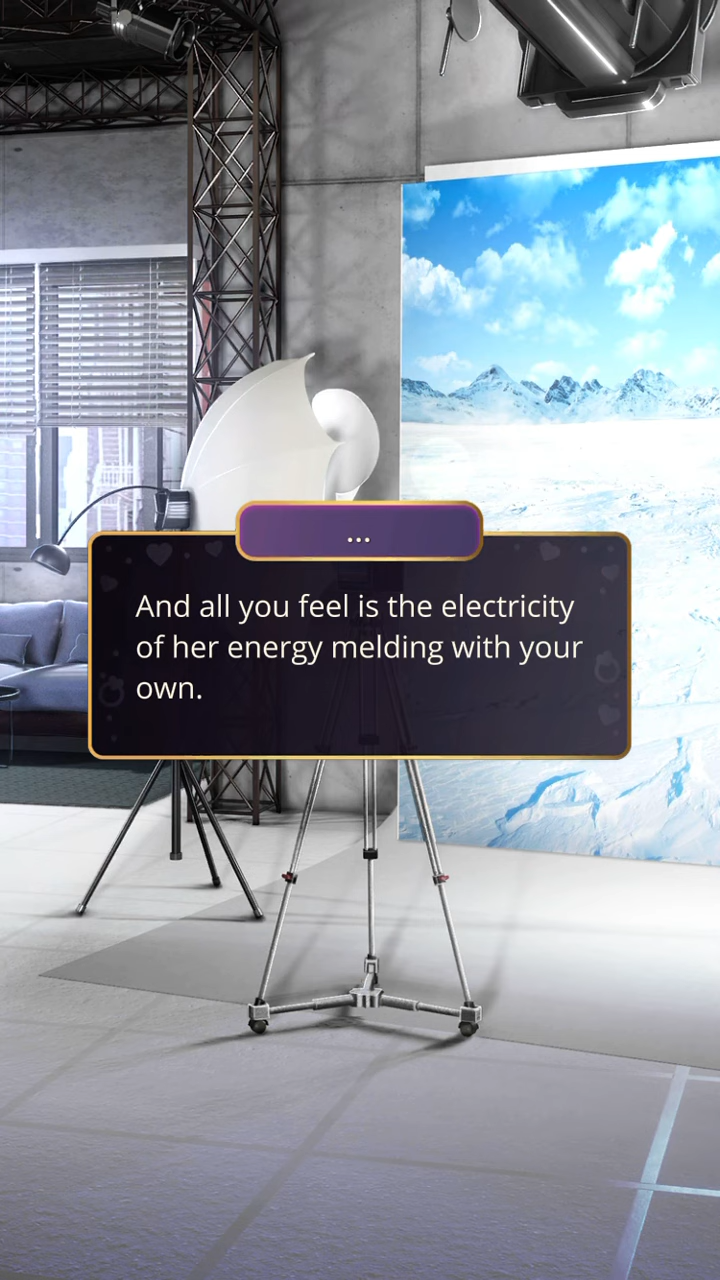 ...
And all you feel is the electricity
of her energy melding with your
own.